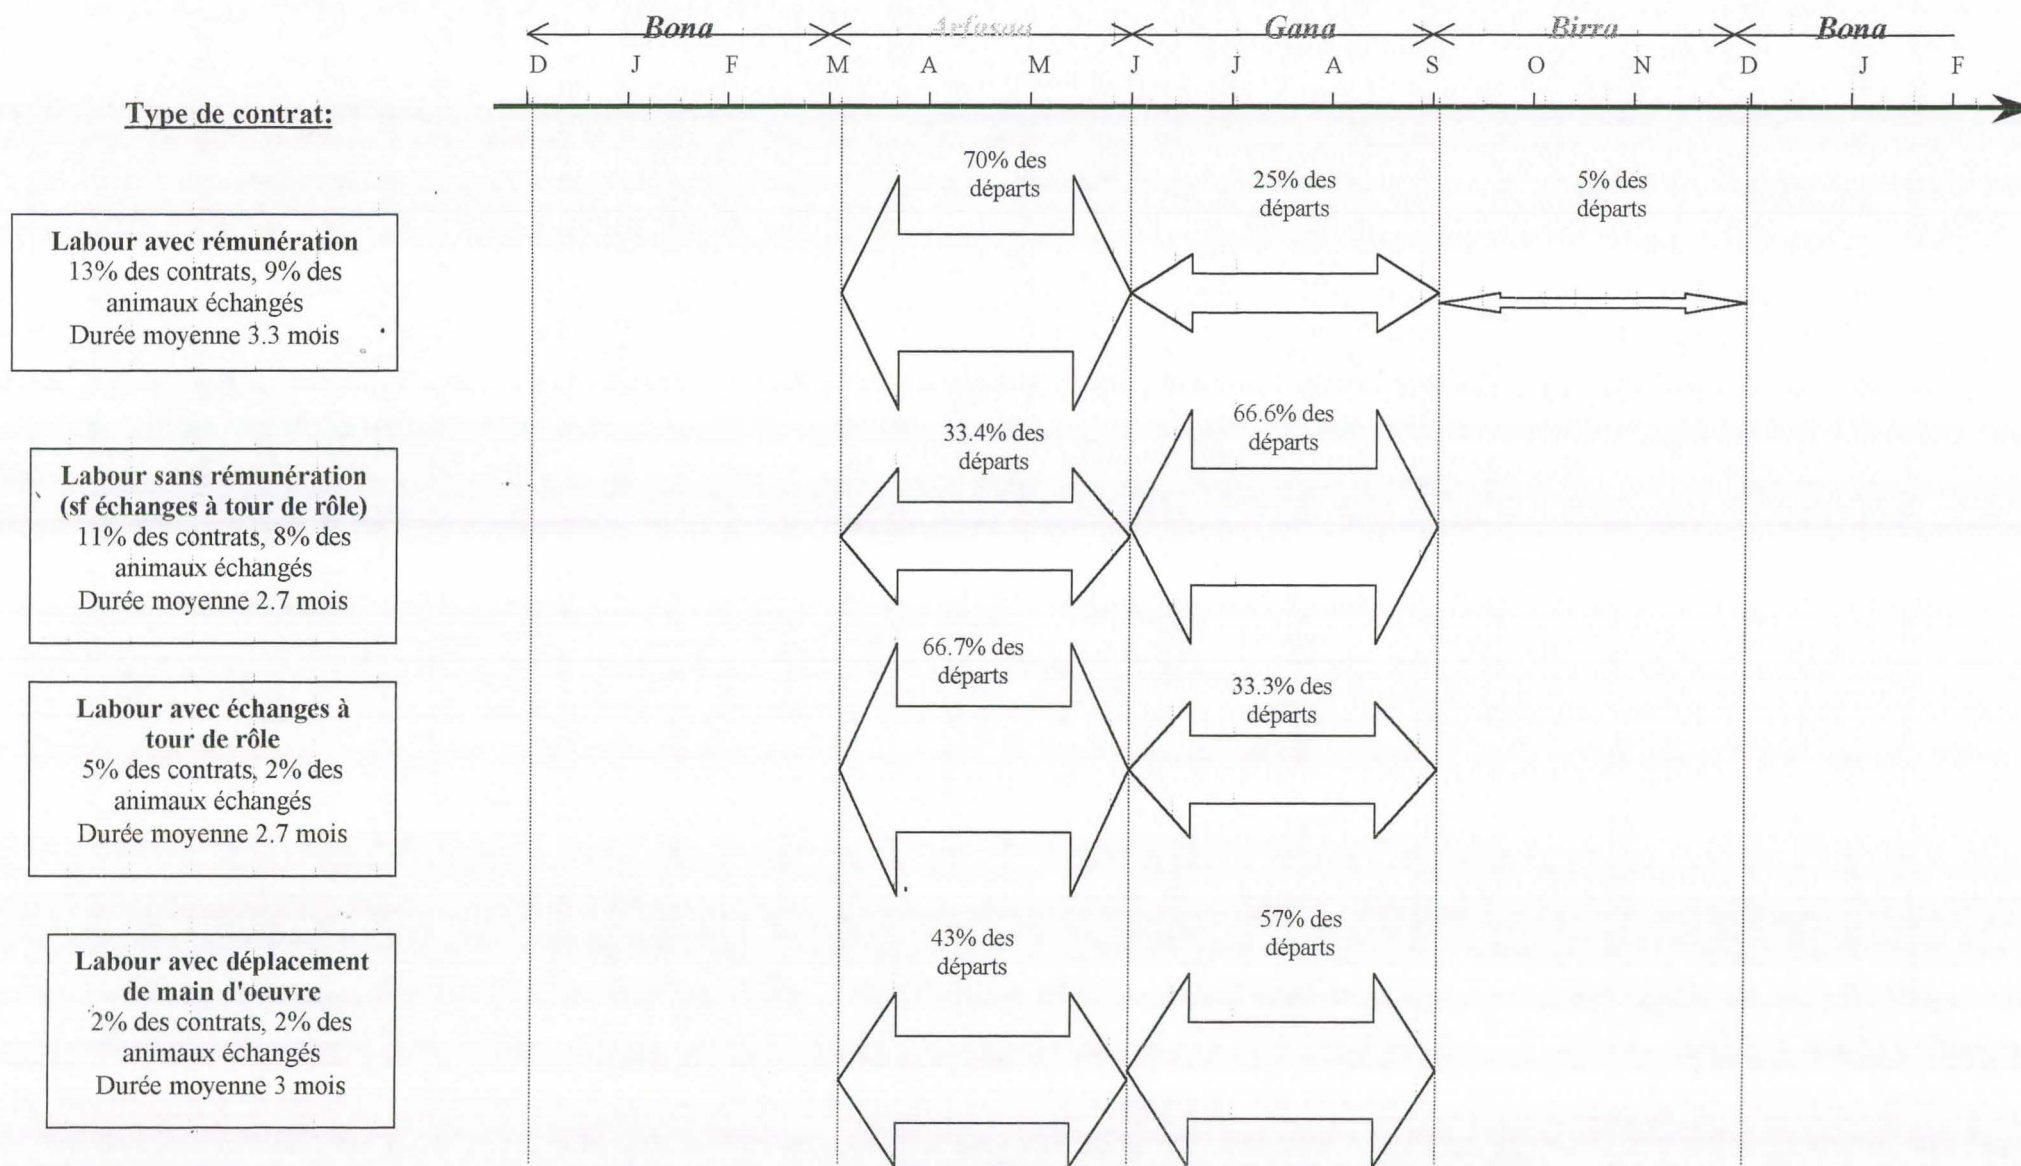 Bona Arfasaa Gana Birra Bona
D J F M A M J J A S O N D J F
Type de contrat:
70% des
départs
25% des
départs
5% des
départs
Labour avec rémunération
13% des contrats, 9% des
animaux échangés
Durée moyenne 3.3 mois
33.4% des
départs
66.6% des
départs
Labour sans rémunération
(sf échanges à tour de rôle)
11% des contrats, 8% des
animaux échangés
Durée moyenne 2.7 mois
66.7% des
départs
33.3% des
départs
Labour avec échanges à
tour de rôle
5% des contrats, 2% des
animaux échangés
Durée moyenne 2.7 mois
43% des
départs
57% des
départs
Labour avec déplacement
de main d'oeuvre
2% des contrats, 2% des
animaux échangés
Durée moyenne 3 mois